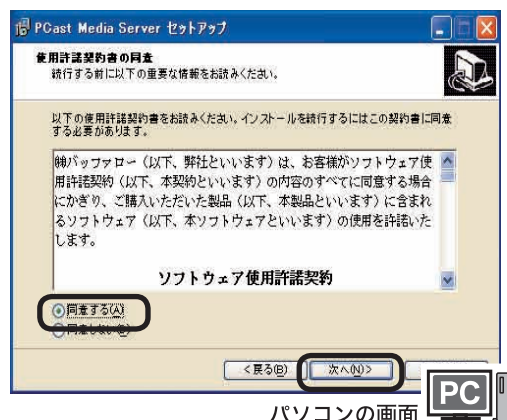 PCast Media Server セットアップ
使用許諾契約書の同意
続行する前に以下の重要な情報をお読みください。
以下の使用許諾契約書をお読みください。インストールを続行するにはこの契約書に同意
する必要があります。
㈱バッファロー（以下、弊社といいます）は、お客様がソフトウェア使
用許諾契約（以下、本契約といいます）の内容のすべてに同意する場合
にかぎり、ご購入いただいた製品（以下、本製品といいます）に含まれ
るソフトウェア（以下、本ソフトウェアといいます）の使用を許諾いた
します。
ソフトウェア使用許諾契約
同意する(A)
同意しない(D)
<戻る(B) 次へ(N)>
パソコンの画面 PC